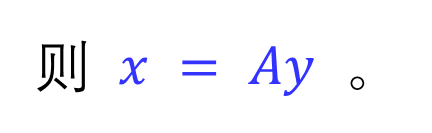 则 x = Ay 。